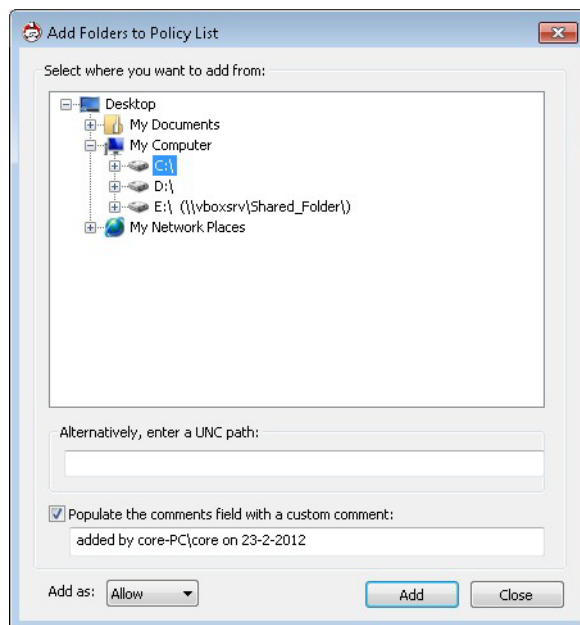 Add Folders to Policy List
Select where you want to add from:
Desktop
My Documents
My Computer
C:\
D:\
E:\ (\\vboxsrv\Shared_Folder\)
My Network Places
Alternatively, enter a UNC path:
Populate the comments field with a custom comment:
added by core-PC\core on 23-2-2012
Add as: Allow Add Close